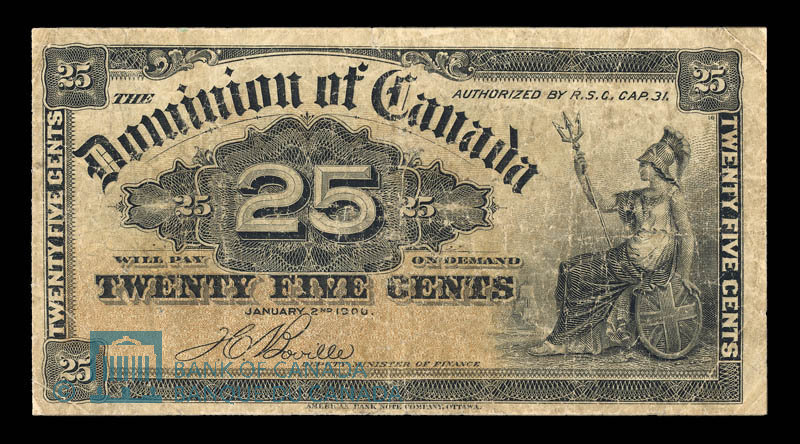 25 25
THE AUTHORIZED BY R.S.C. CAP. 31.
Dominion of Canada
TWENTY FIVE CENTS
25 25 25
TWENTY FIVE CENTS
WILL PAY ON DEMAND
TWENTY FIVE CENTS
JANUARY 2ND 1900.
J C Boville
MINISTER OF FINANCE
25 25
© BANK OF CANADA
BANQUE DU CANADA
AMERICAN BANK NOTE COMPANY, OTTAWA.